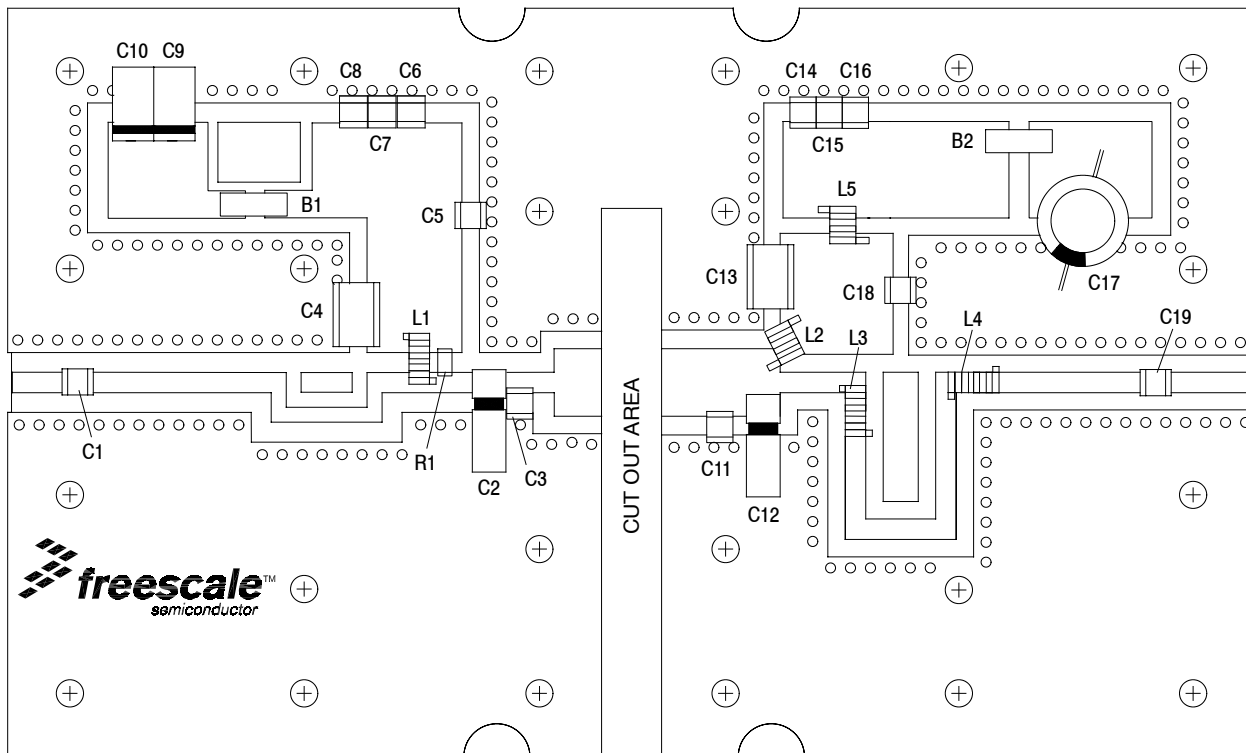 C10 C9
C8 C6
C7
B1
C5
C4
L1
C1
R1
C2
C3
CUT OUT AREA
C14 C16
C15
B2
L5
C13
C18
C17
L2
L3
L4
C19
C11
C12
freescale™
semiconductor